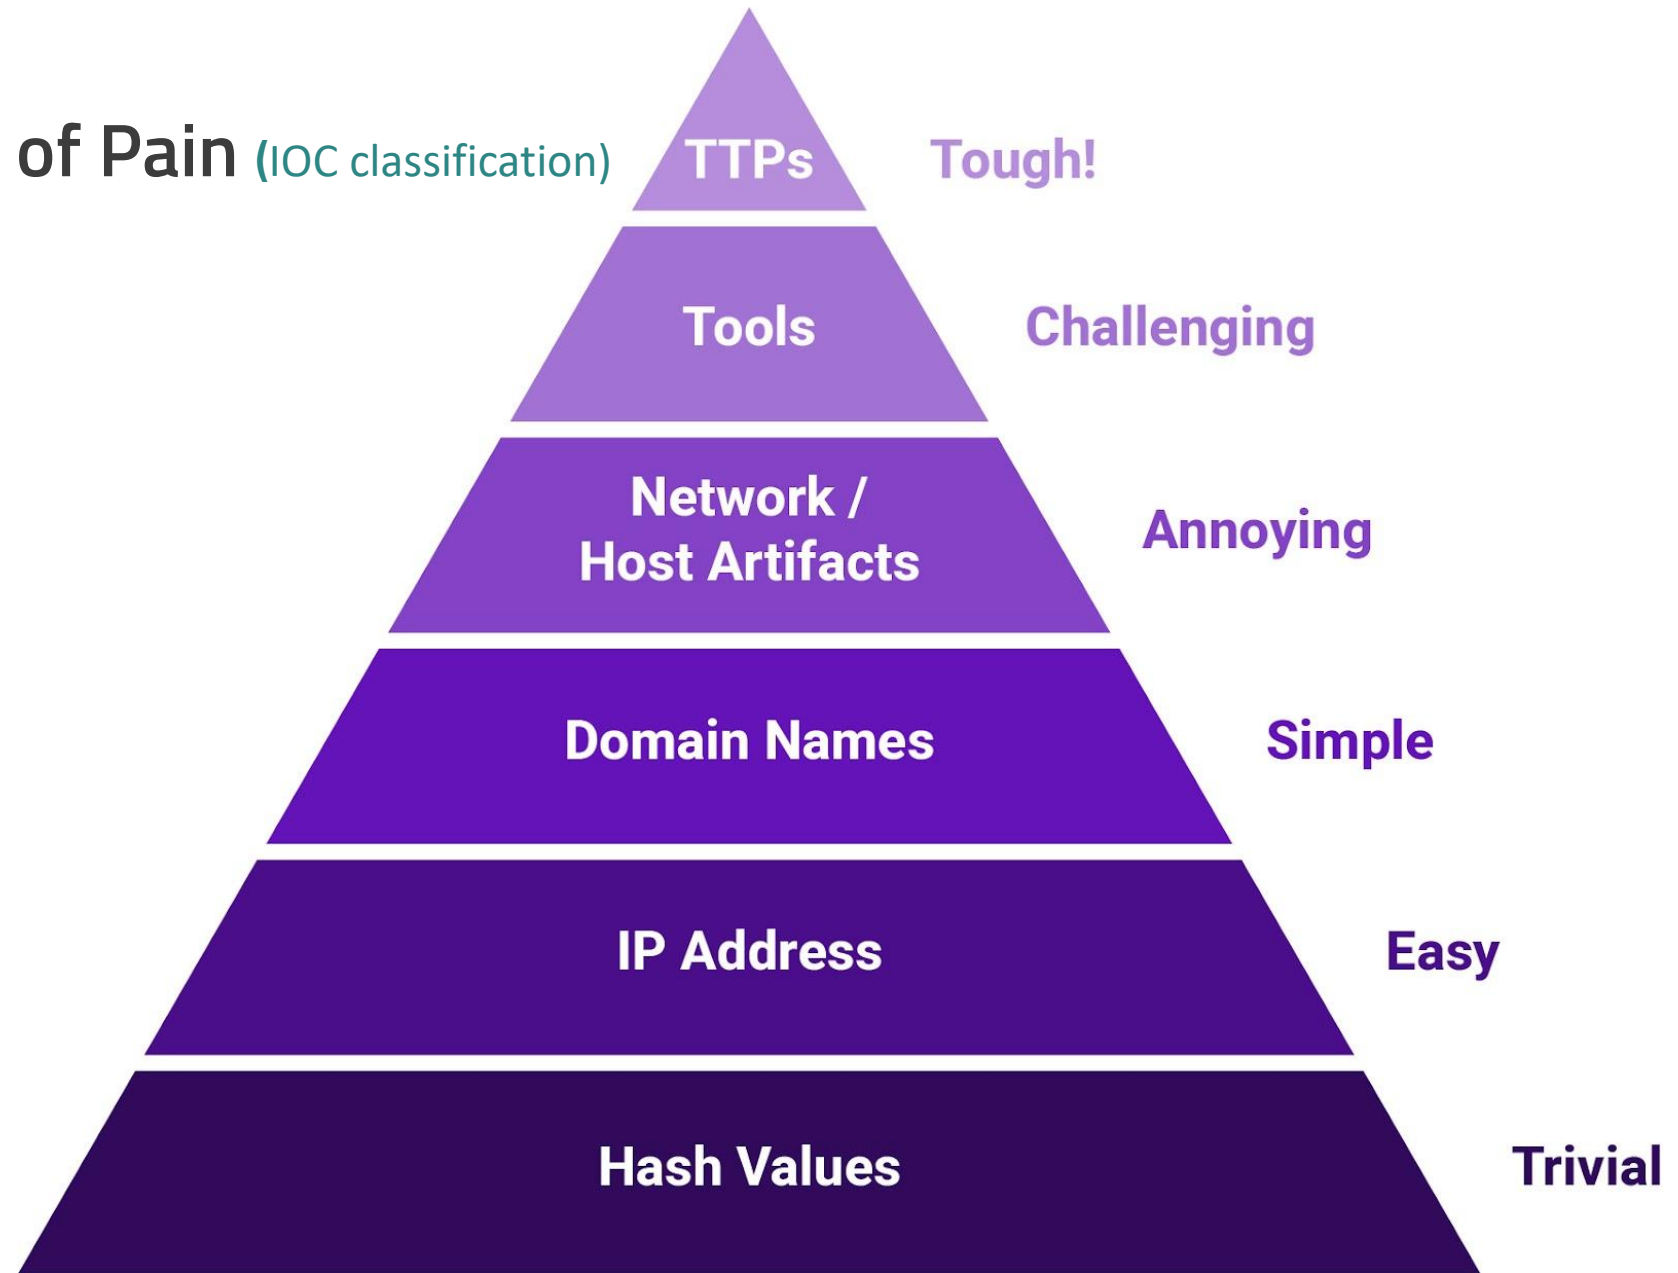 of Pain (IOC classification)
TTPs
Tough!
Tools
Challenging
Network /
Host Artifacts
Annoying
Domain Names
Simple
IP Address
Easy
Hash Values
Trivial